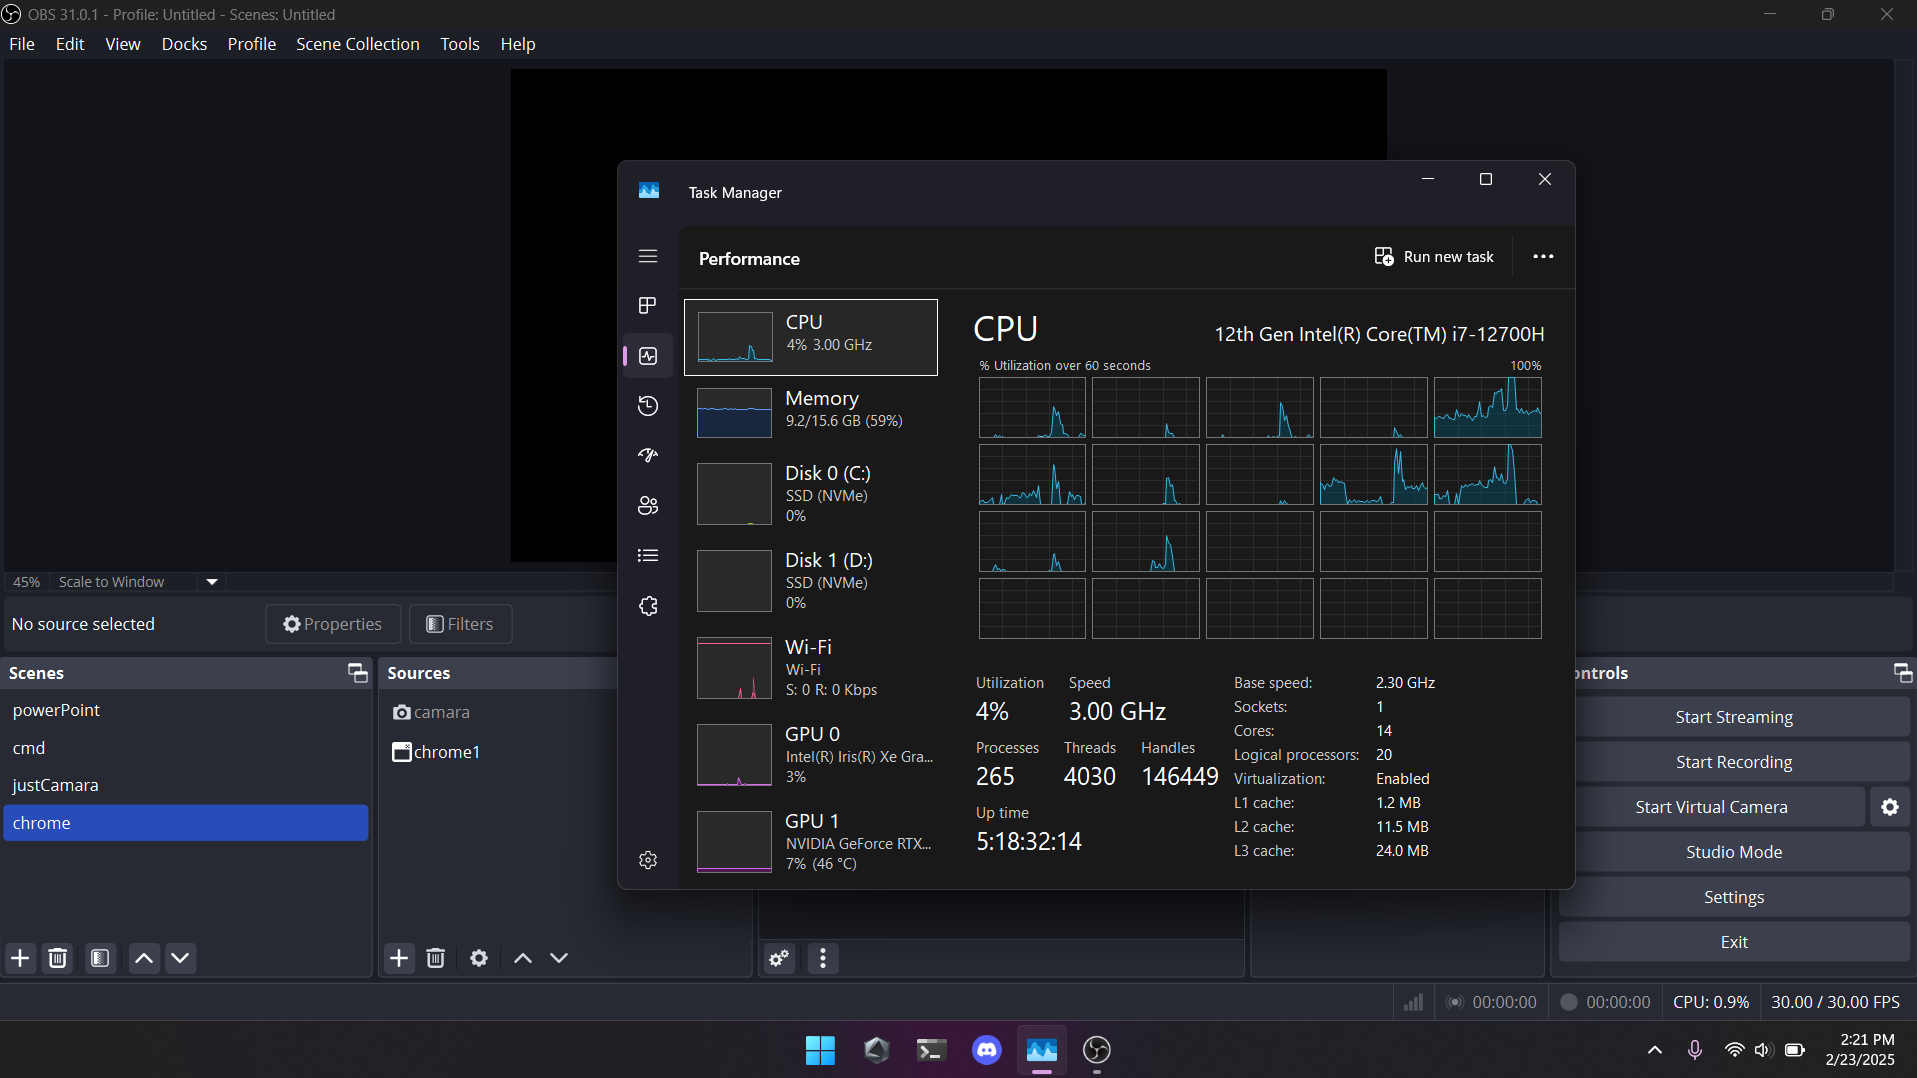 OBS 31.0.1 - Profile: Untitled - Scenes: Untitled
File Edit View Docks Profile Scene Collection Tools Help
Task Manager
Performance
Run new task
CPU
4% 3.00 GHz
Memory
9.2/15.6 GB (59%)
Disk 0 (C:)
SSD (NVMe)
0%
Disk 1 (D:)
SSD (NVMe)
0%
Wi-Fi
Wi-Fi
S: 0 R: 0 Kbps
GPU 0
Intel(R) Iris(R) Xe Gra...
3%
GPU 1
NVIDIA GeForce RTX...
7% (46 °C)
CPU
12th Gen Intel(R) Core(TM) i7-12700H
% Utilization over 60 seconds 100%
Utilization Speed
4% 3.00 GHz
Processes Threads Handles
265 4030 146449
Up time
5:18:32:14
Base speed: 2.30 GHz
Sockets: 1
Cores: 14
Logical processors: 20
Virtualization: Enabled
L1 cache: 1.2 MB
L2 cache: 11.5 MB
L3 cache: 24.0 MB
45% Scale to Window
No source selected Properties Filters
Scenes
powerPoint
cmd
justCamara
chrome
Sources
camara
chrome1
ontrols
Start Streaming
Start Recording
Start Virtual Camera
Studio Mode
Settings
Exit
00:00:00 00:00:00 CPU: 0.9% 30.00 / 30.00 FPS
2:21 PM
2/23/2025